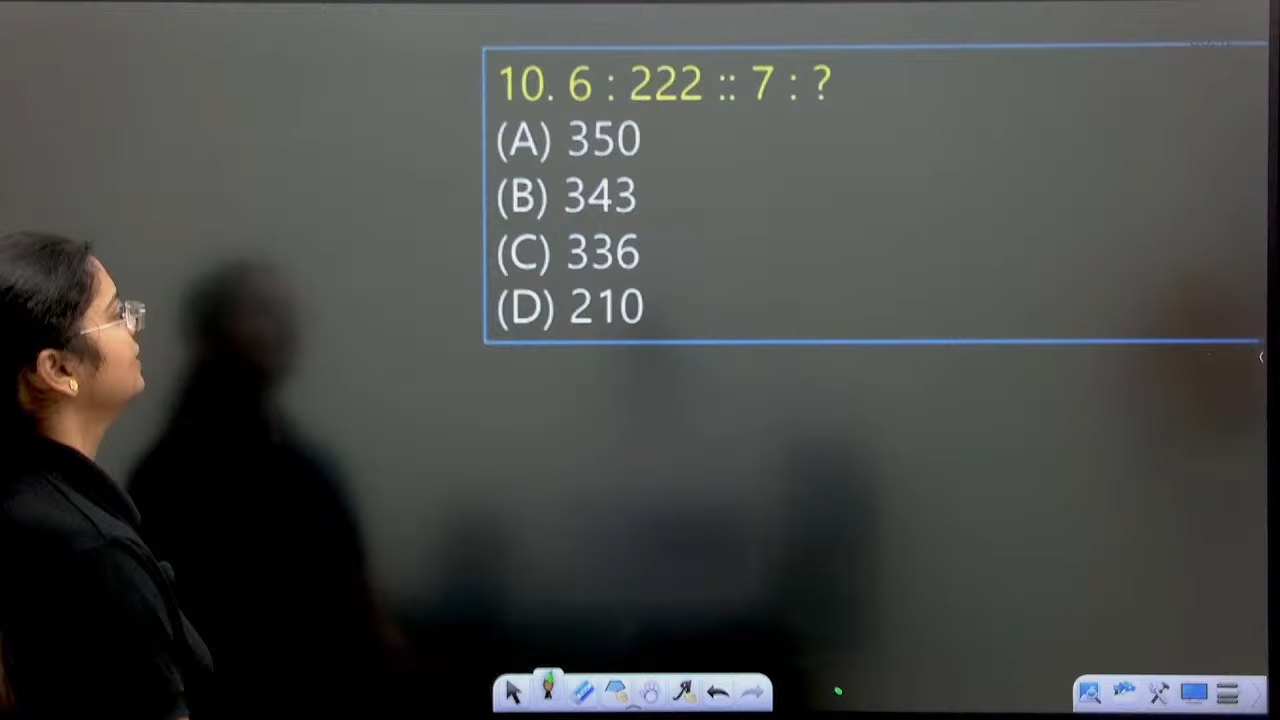 10. 6 : 222 :: 7 : ?
(A) 350
(B) 343
(C) 336
(D) 210